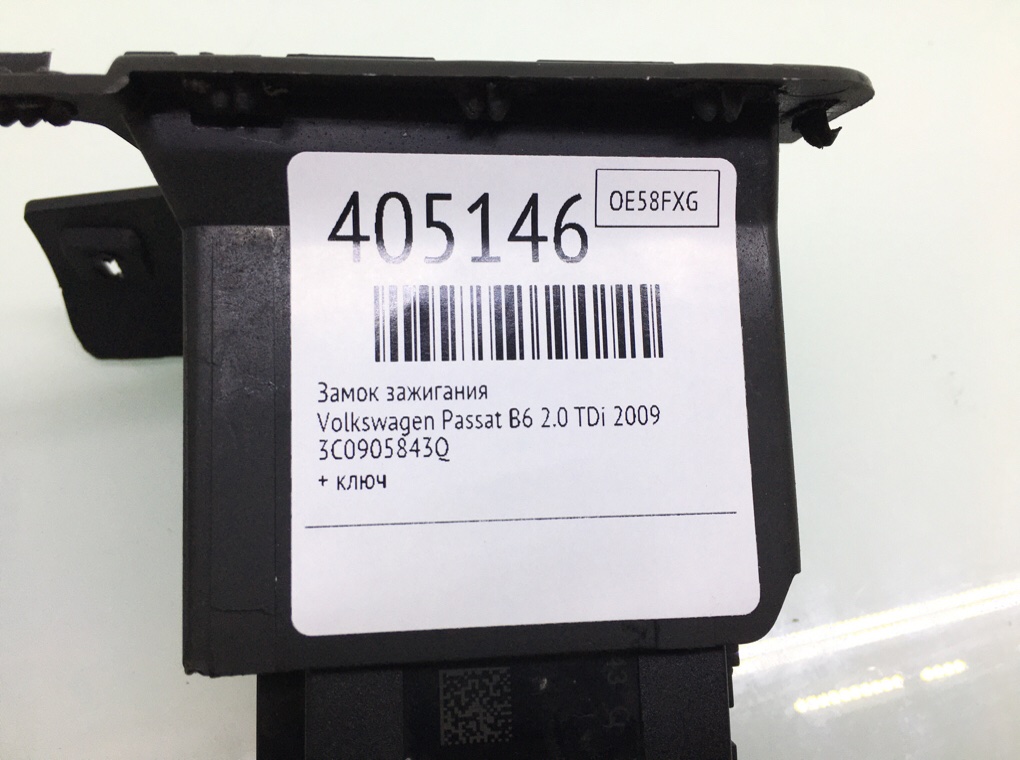 405146
OE58FXG
Замок зажигания
Volkswagen Passat B6 2.0 TDi 2009
3C0905843Q
+ ключ